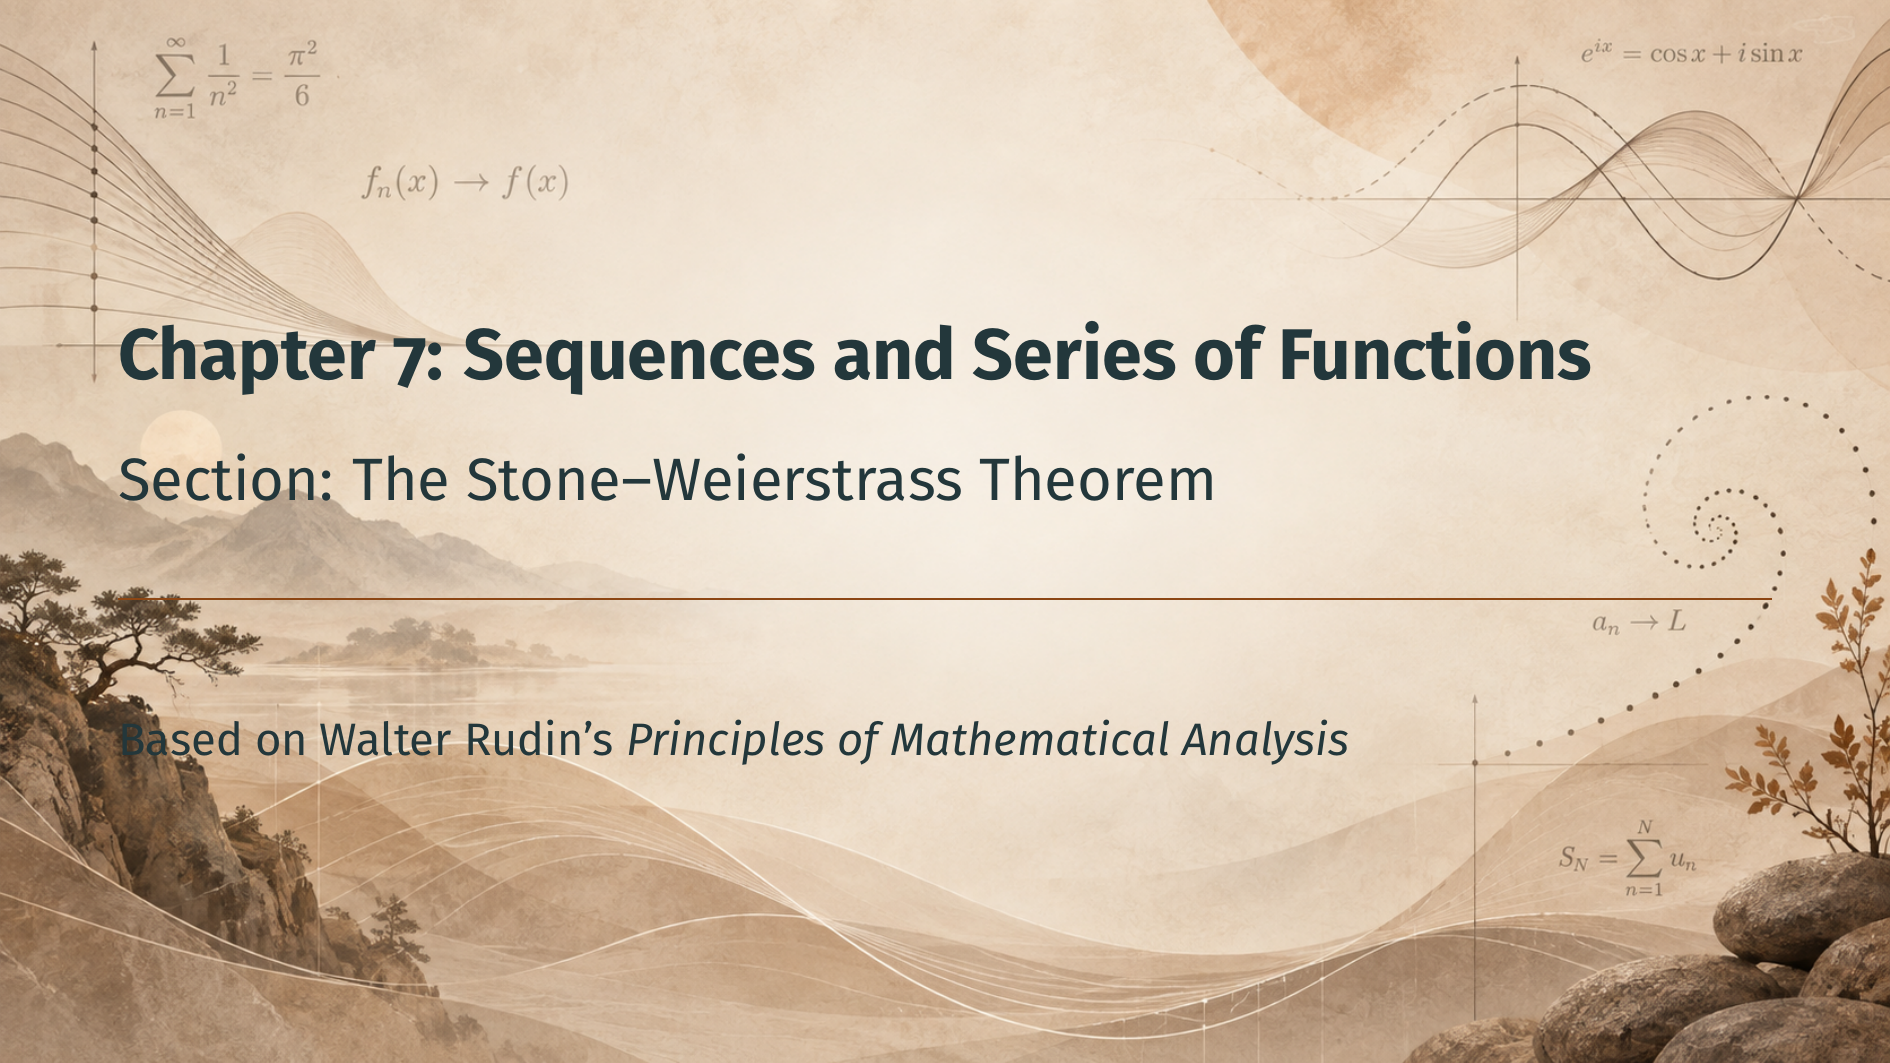 ∑_{n=1}^{∞} 1/n² = π²/6
e^{ix} = cos x + i sin x
f_n(x) → f(x)
Chapter 7: Sequences and Series of Functions
Section: The Stone–Weierstrass Theorem
a_n → L
Based on Walter Rudin’s Principles of Mathematical Analysis
S_N = ∑_{n=1}^{N} u_n